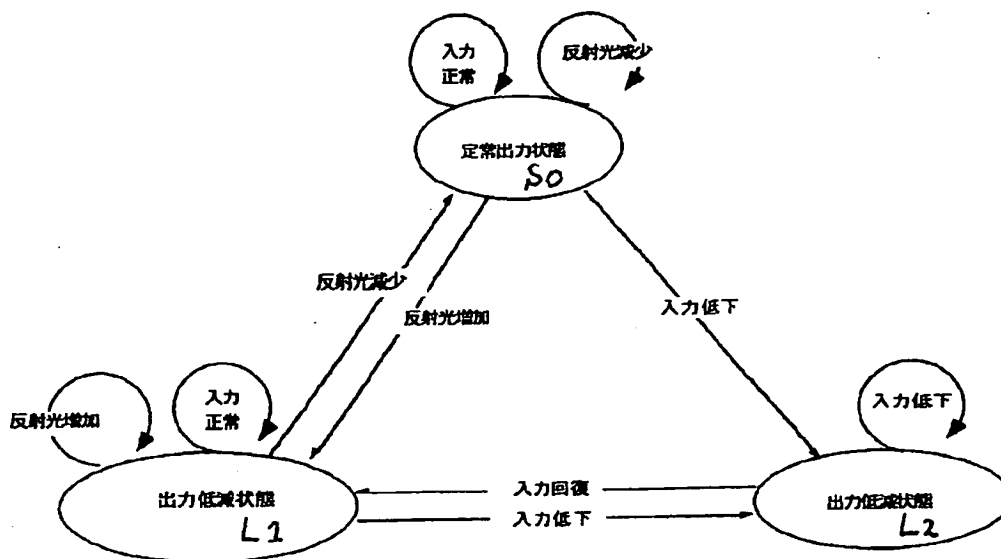 入力
正常
反射光減少
定常出力状態
S0
反射光減少
反射光増加
入力低下
反射光増加
入力
正常
入力低下
出力低減状態
L1
入力回復
入力低下
出力低減状態
L2